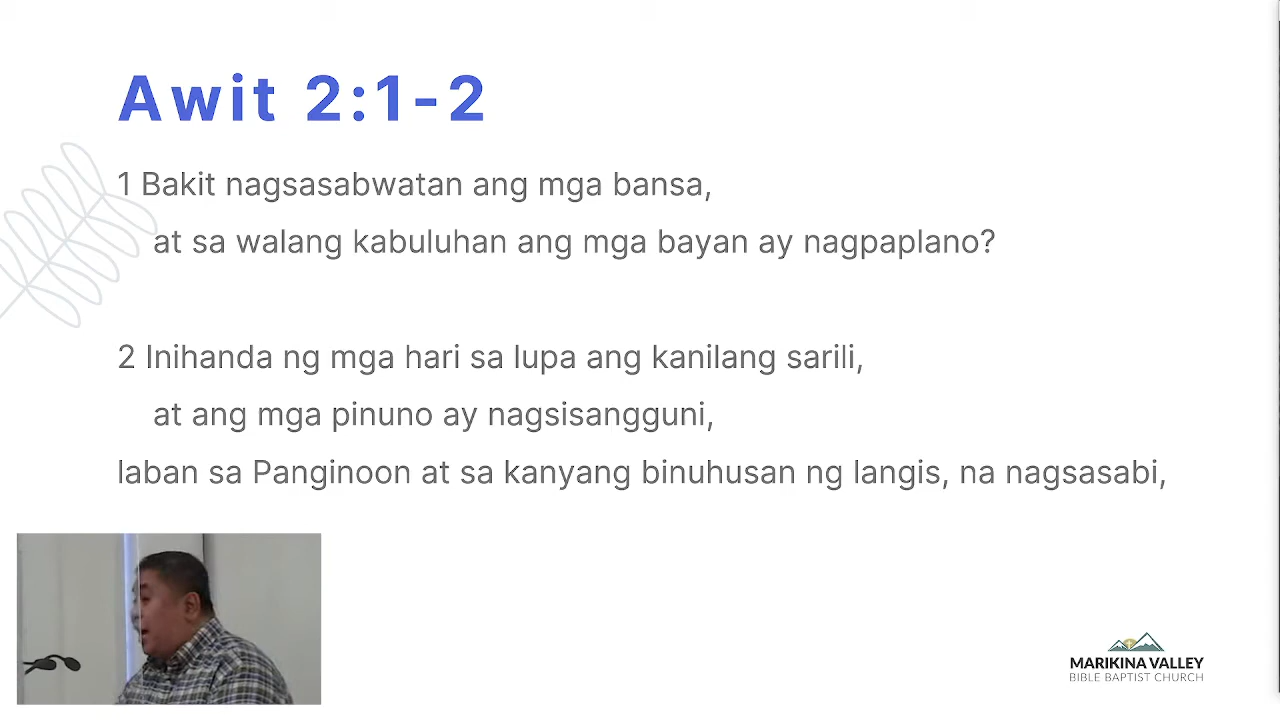 Awit 2:1-2
1 Bakit nagsasabwatan ang mga bansa,
at sa walang kabuluhan ang mga bayan ay nagpaplano?
2 Inihanda ng mga hari sa lupa ang kanilang sarili,
at ang mga pinuno ay nagsisangguni,
laban sa Panginoon at sa kanyang binuhusan ng langis, na nagsasabi,
MARIKINA VALLEY
BIBLE BAPTIST CHURCH